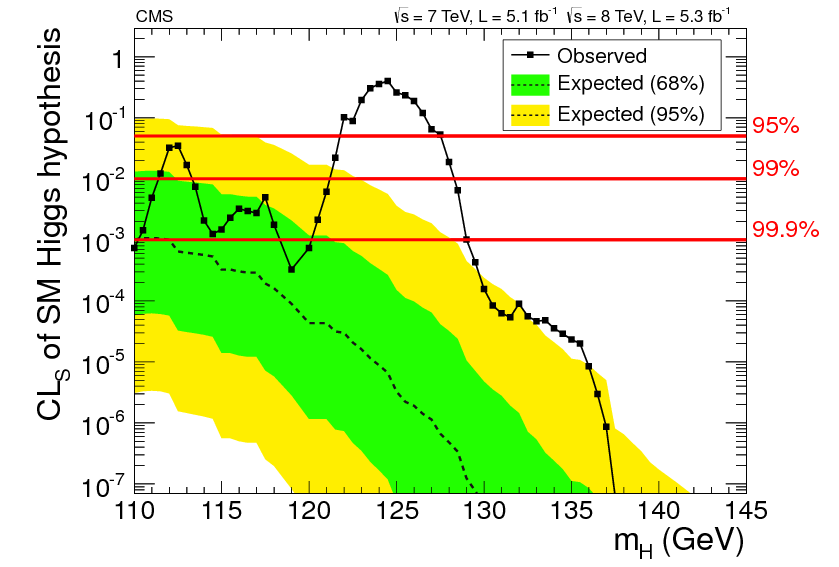 CMS √s = 7 TeV, L = 5.1 fb⁻¹ √s = 8 TeV, L = 5.3 fb⁻¹
CL_S of SM Higgs hypothesis
1
10⁻¹
10⁻²
10⁻³
10⁻⁴
10⁻⁵
10⁻⁶
10⁻⁷
Observed
Expected (68%)
Expected (95%)
95%
99%
99.9%
110 115 120 125 130 135 140 145
m_H (GeV)